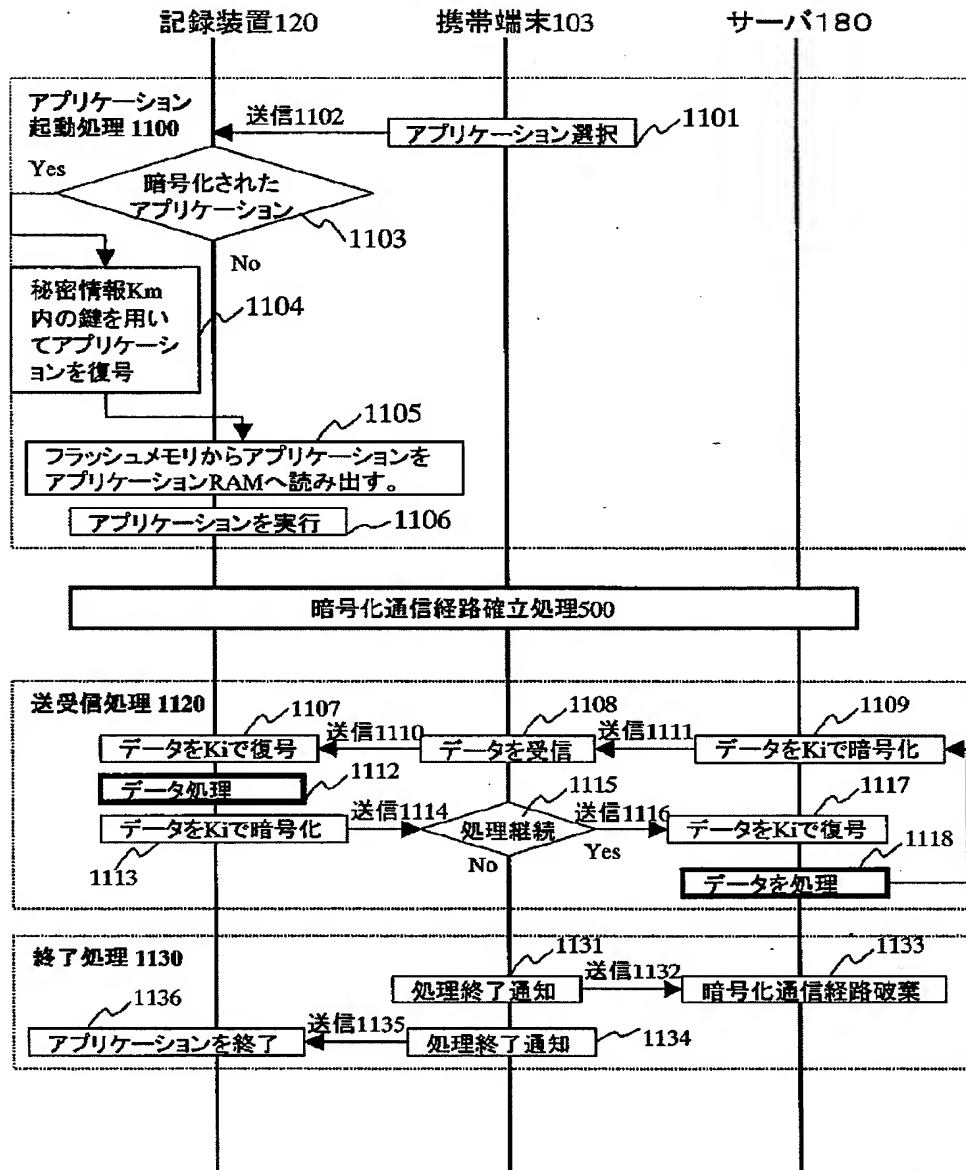 記録装置120 携帯端末103 サーバ180
アプリケーション
起動処理 1100
送信1102
アプリケーション選択
1101
Yes
暗号化された
アプリケーション
1103
No
秘密情報Km
内の鍵を用い
てアプリケーシ
ョンを復号
1104
1105
フラッシュメモリからアプリケーションを
アプリケーションRAMへ読み出す。
アプリケーションを実行
1106
暗号化通信経路確立処理500
送受信処理 1120
1107
1108
1109
データをKiで復号
送信1110
データを受信
送信1111
データをKiで暗号化
データ処理
1112
1115
1117
データをKiで暗号化
送信1114
処理継続
送信1116
データをKiで復号
1113
No
Yes
1118
データを処理
終了処理 1130
1131
1133
処理終了通知
送信1132
暗号化通信経路破棄
1136
アプリケーションを終了
送信1135
処理終了通知
1134